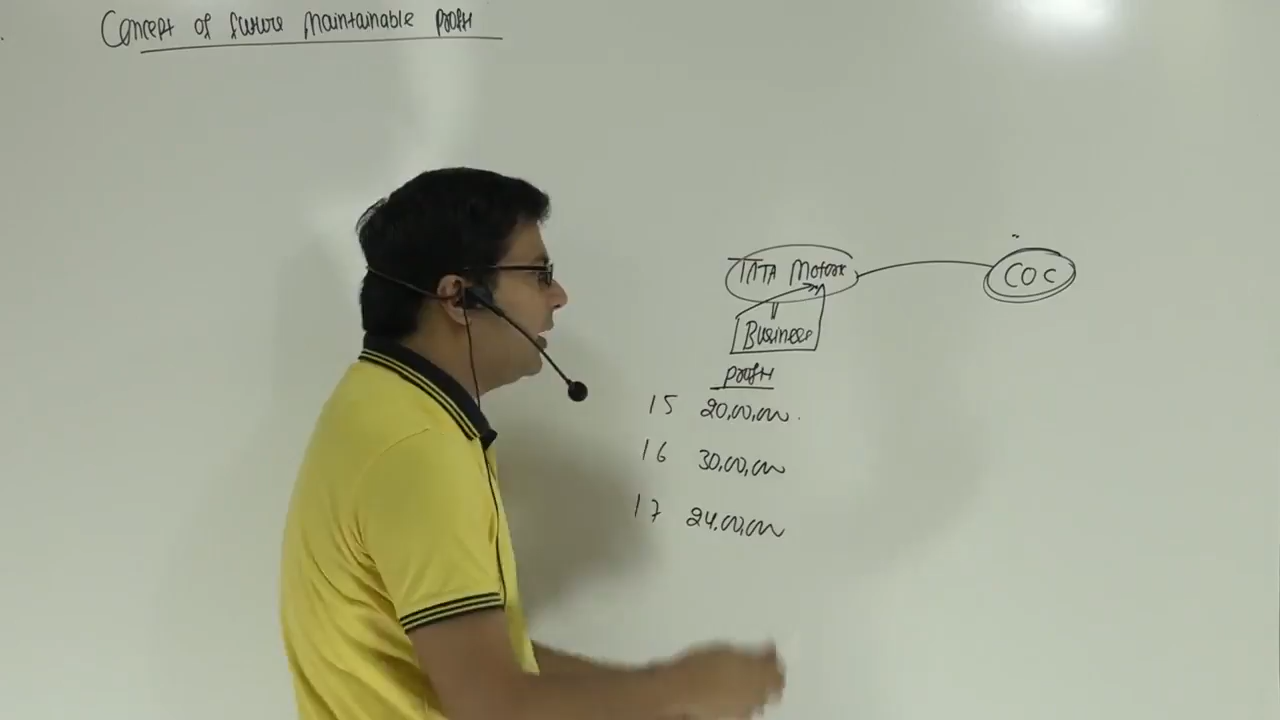 Concept of future Maintainable Profit
TATA Motors
COC
Business
Profit
15 20,00,000
16 30,00,000
17 24,00,000